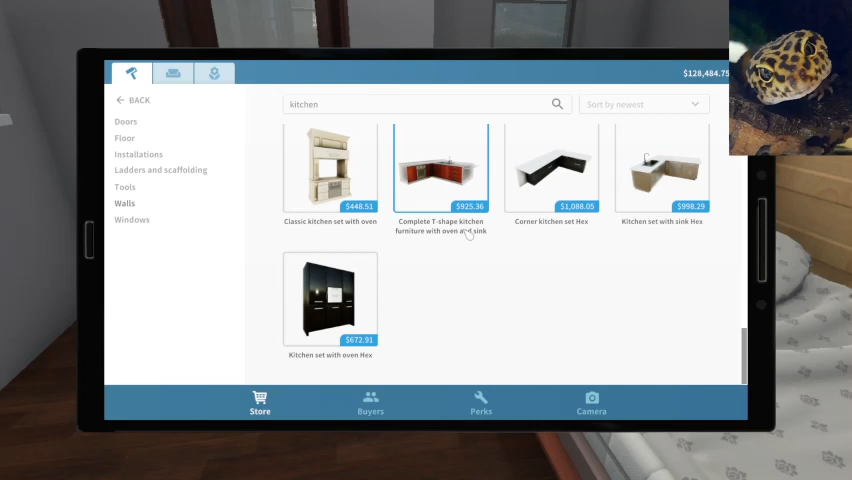 $128,484.75
BACK
kitchen
Sort by newest
Doors
Floor
Installations
Ladders and scaffolding
Tools
Walls
Windows
$448.51
$925.36
$1,088.05
$998.29
Classic kitchen set with oven
Complete T-shape kitchen
furniture with oven and sink
Corner kitchen set Hex
Kitchen set with sink Hex
$672.91
Kitchen set with oven Hex
Store
Buyers
Perks
Camera